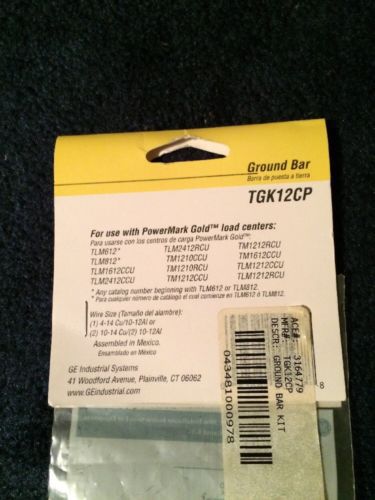 Ground Bar
Barra de puesta a tierra
TGK12CP
For use with PowerMark Gold™ load centers:
Para usarse con los centros de carga PowerMark Gold™:
TLM612* TLM2412RCU TM1212RCU
TLM812* TM1210CCU TM1612CCU
TLM1612CCU TM1210RCU TLM1212CCU
TLM2412CCU TM1212CCU TLM1212RCU
* Any catalog number beginning with TLM612 or TLM812.
* Para cualquier número de catálogo el cual comienze en TLM612 ó TLM812.
Wire Size (Tamaño del alambre):
(1) 4-14 Cu/10-12Al or
(2) 10-14 Cu/(2) 10-12Al
Assembled in Mexico.
Ensamblado en México
GE Industrial Systems
41 Woodford Avenue, Plainville, CT 06062
www.GEindustrial.com
8
ACE#: 3164779
MFR#: TGK12CP
DESCR: GROUND BAR KIT
043481000978